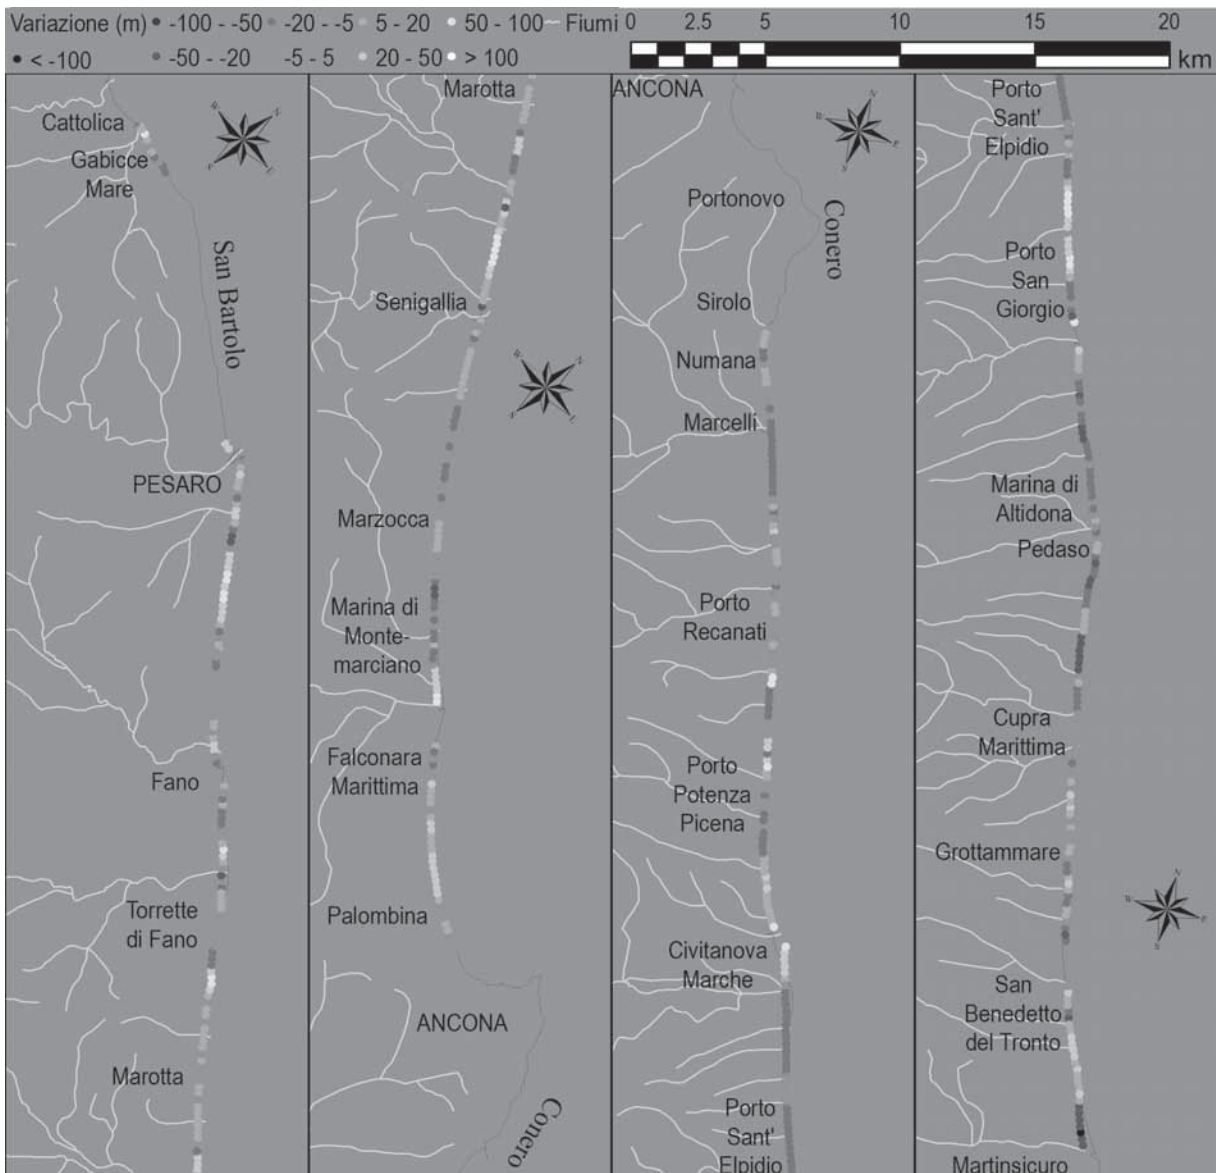 Variazione (m) -100 - -50 -20 - -5 5 - 20 50 - 100 Fiumi
< -100 -50 - -20 -5 - 5 20 - 50 > 100
0 2.5 5 10 15 20
km
Cattolica
Gabicce
Mare
San Bartolo
PESARO
Fano
Torrette
di Fano
Marotta
Marotta
Senigallia
Marzocca
Marina di
Monte-
marciano
Falconara
Marittima
Palombina
ANCONA
Conero
ANCONA
Portonovo
Conero
Sirolo
Numana
Marcelli
Porto
Recanati
Porto
Potenza
Picena
Civitanova
Marche
Porto
Sant'
Elpidio
Porto
Sant'
Elpidio
Porto
San
Giorgio
Marina di
Altidona
Pedaso
Cupra
Marittima
Grottammare
San
Benedetto
del Tronto
Martinsicuro